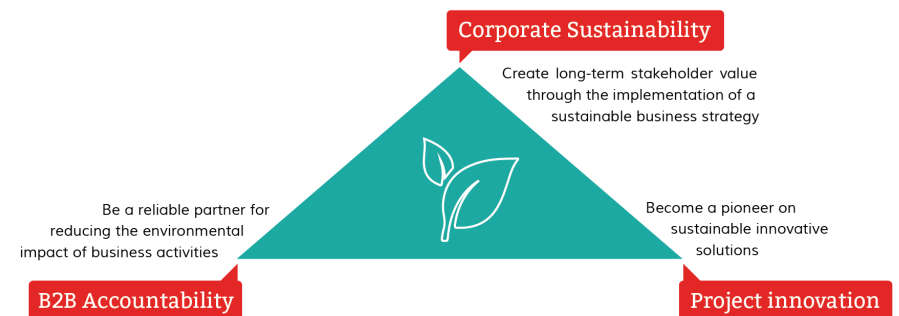 Corporate Sustainability
Create long-term stakeholder value
through the implementation of a
sustainable business strategy
Be a reliable partner for
reducing the environmental
impact of business activities
B2B Accountability
Become a pioneer on
sustainable innovative
solutions
Project innovation